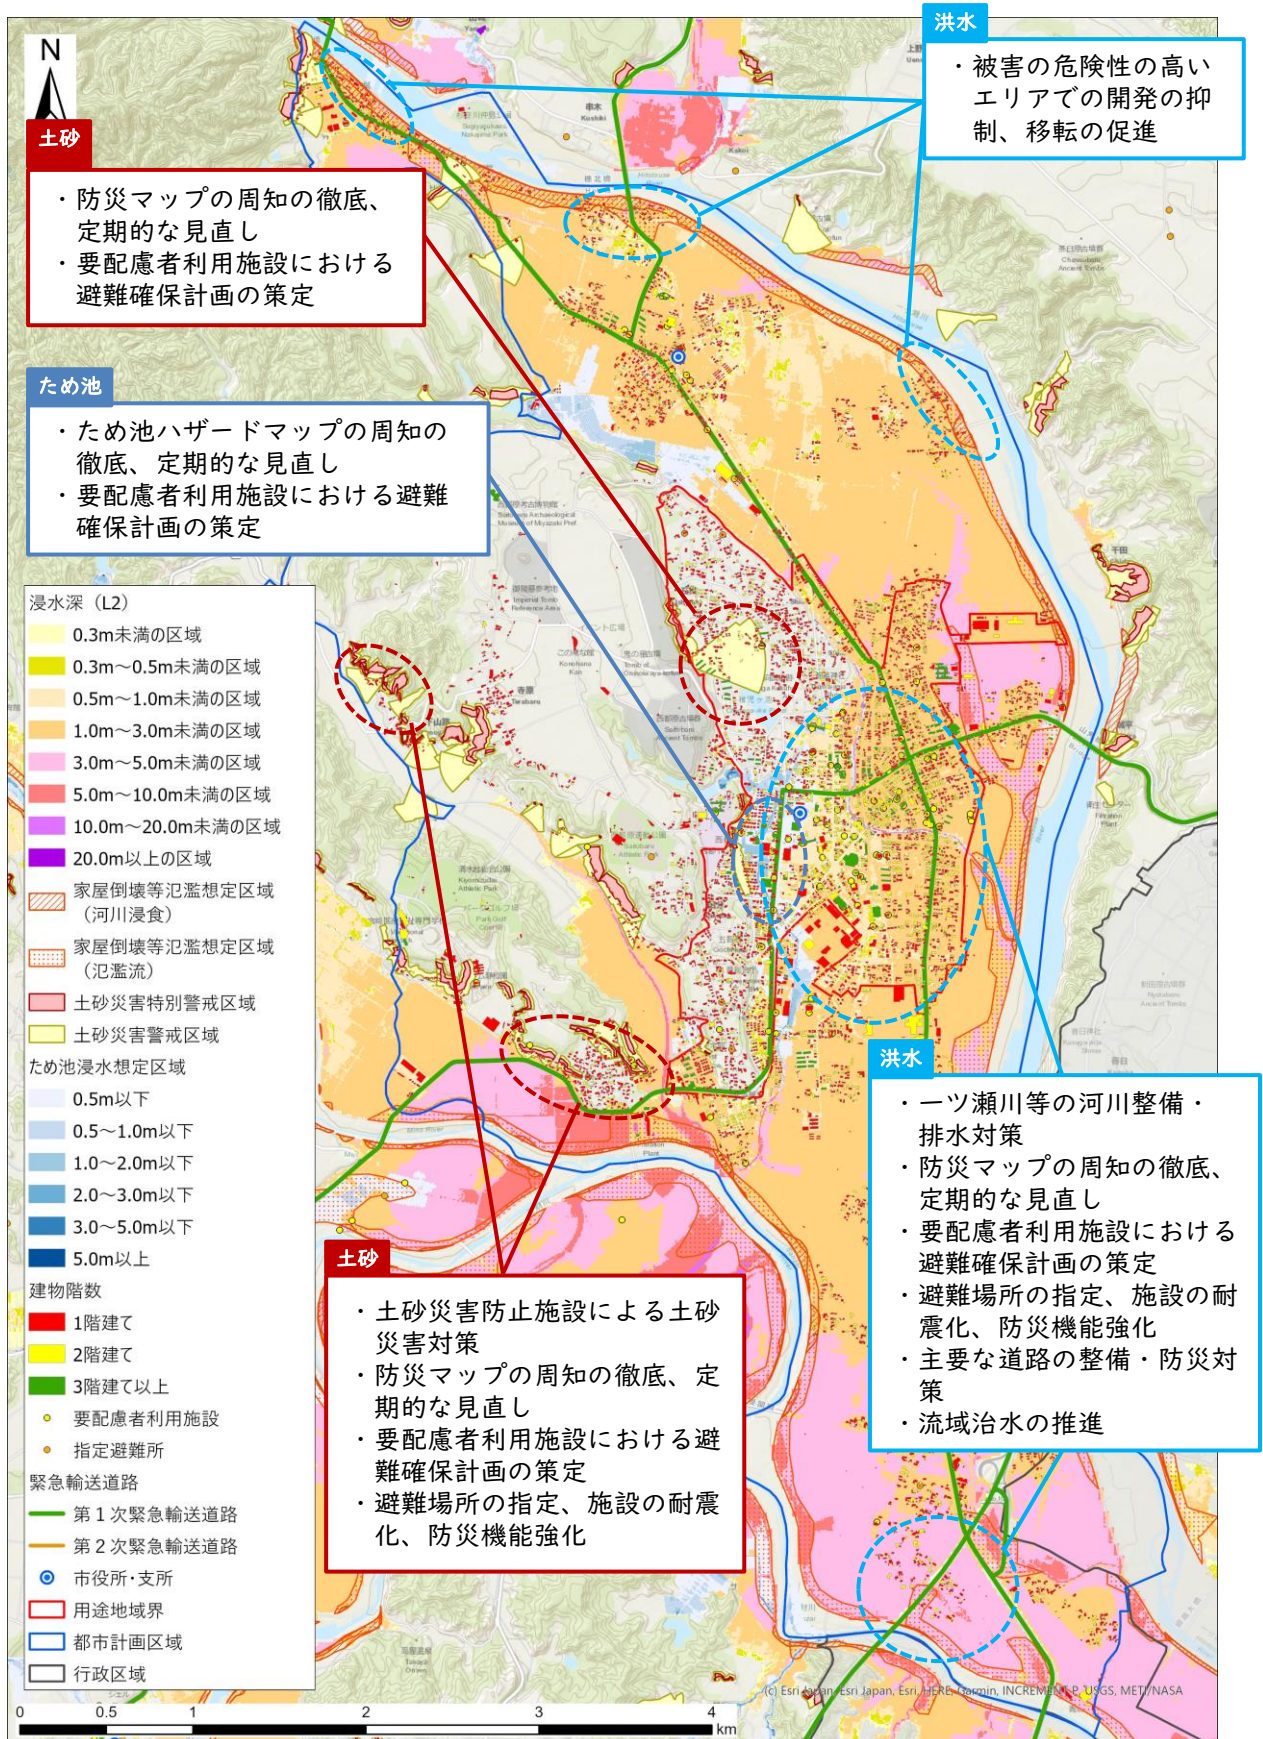 N
洪水
・被害の危険性の高い
エリアでの開発の抑
制、移転の促進
土砂
・防災マップの周知の徹底、
定期的な見直し
・要配慮者利用施設における
避難確保計画の策定
ため池
・ため池ハザードマップの周知の
徹底、定期的な見直し
・要配慮者利用施設における避難
確保計画の策定
串木
Kushiki
寺原
Terabaru
千田
浸水深（L2）
0.3m未満の区域
0.3m～0.5m未満の区域
0.5m～1.0m未満の区域
1.0m～3.0m未満の区域
3.0m～5.0m未満の区域
5.0m～10.0m未満の区域
10.0m～20.0m未満の区域
20.0m以上の区域
家屋倒壊等氾濫想定区域
（河川浸食）
家屋倒壊等氾濫想定区域
（氾濫流）
土砂災害特別警戒区域
土砂災害警戒区域
ため池浸水想定区域
0.5m以下
0.5～1.0m以下
1.0～2.0m以下
2.0～3.0m以下
3.0～5.0m以下
5.0m以上
建物階数
1階建て
2階建て
3階建て以上
要配慮者利用施設
指定避難所
緊急輸送道路
第１次緊急輸送道路
第２次緊急輸送道路
市役所･支所
用途地域界
都市計画区域
行政区域
洪水
・一ツ瀬川等の河川整備・
排水対策
・防災マップの周知の徹底、
定期的な見直し
・要配慮者利用施設における
避難確保計画の策定
・避難場所の指定、施設の耐
震化、防災機能強化
・主要な道路の整備・防災対
策
・流域治水の推進
土砂
・土砂災害防止施設による土砂
災害対策
・防災マップの周知の徹底、定
期的な見直し
・要配慮者利用施設における避
難確保計画の策定
・避難場所の指定、施設の耐震
化、防災機能強化
(c) Esri Japan, Esri Japan, Esri, HERE, Garmin, INCREMENT P, USGS, METI/NASA
0 0.5 1 2 3 4
km